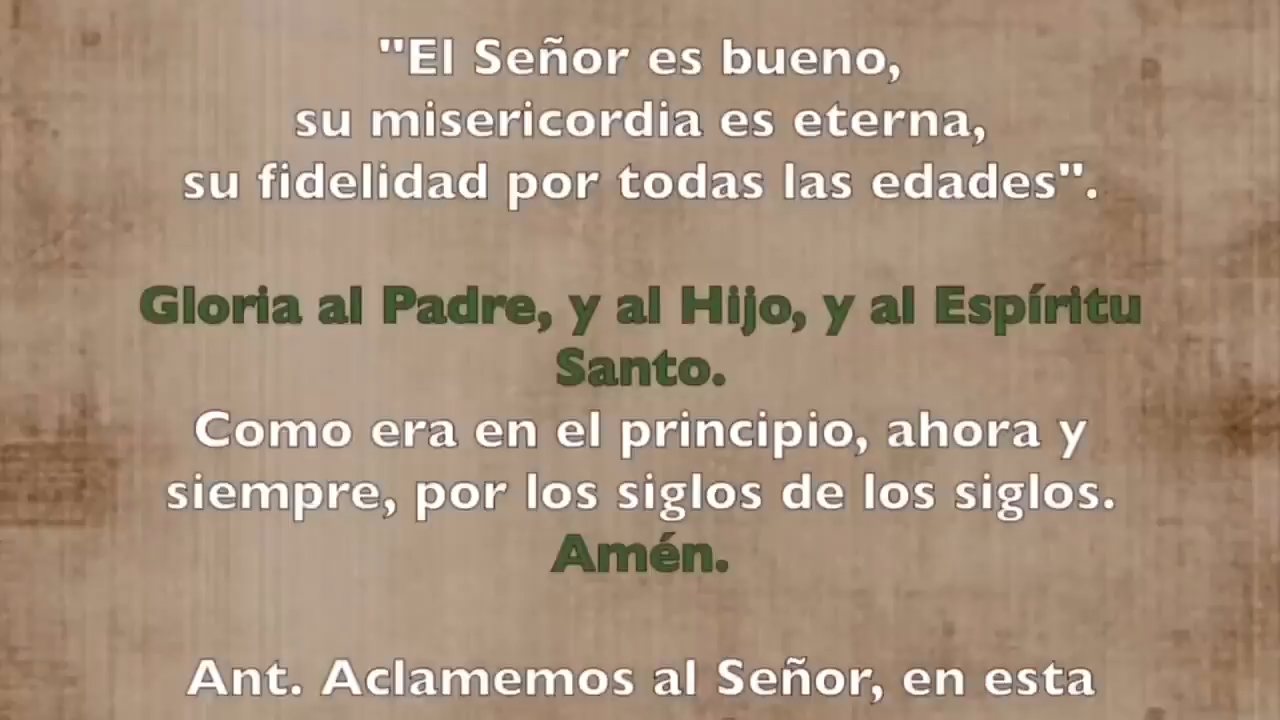 "El Señor es bueno,
su misericordia es eterna,
su fidelidad por todas las edades".
Gloria al Padre, y al Hijo, y al Espíritu
Santo.
Como era en el principio, ahora y
siempre, por los siglos de los siglos.
Amén.
Ant. Aclamemos al Señor, en esta